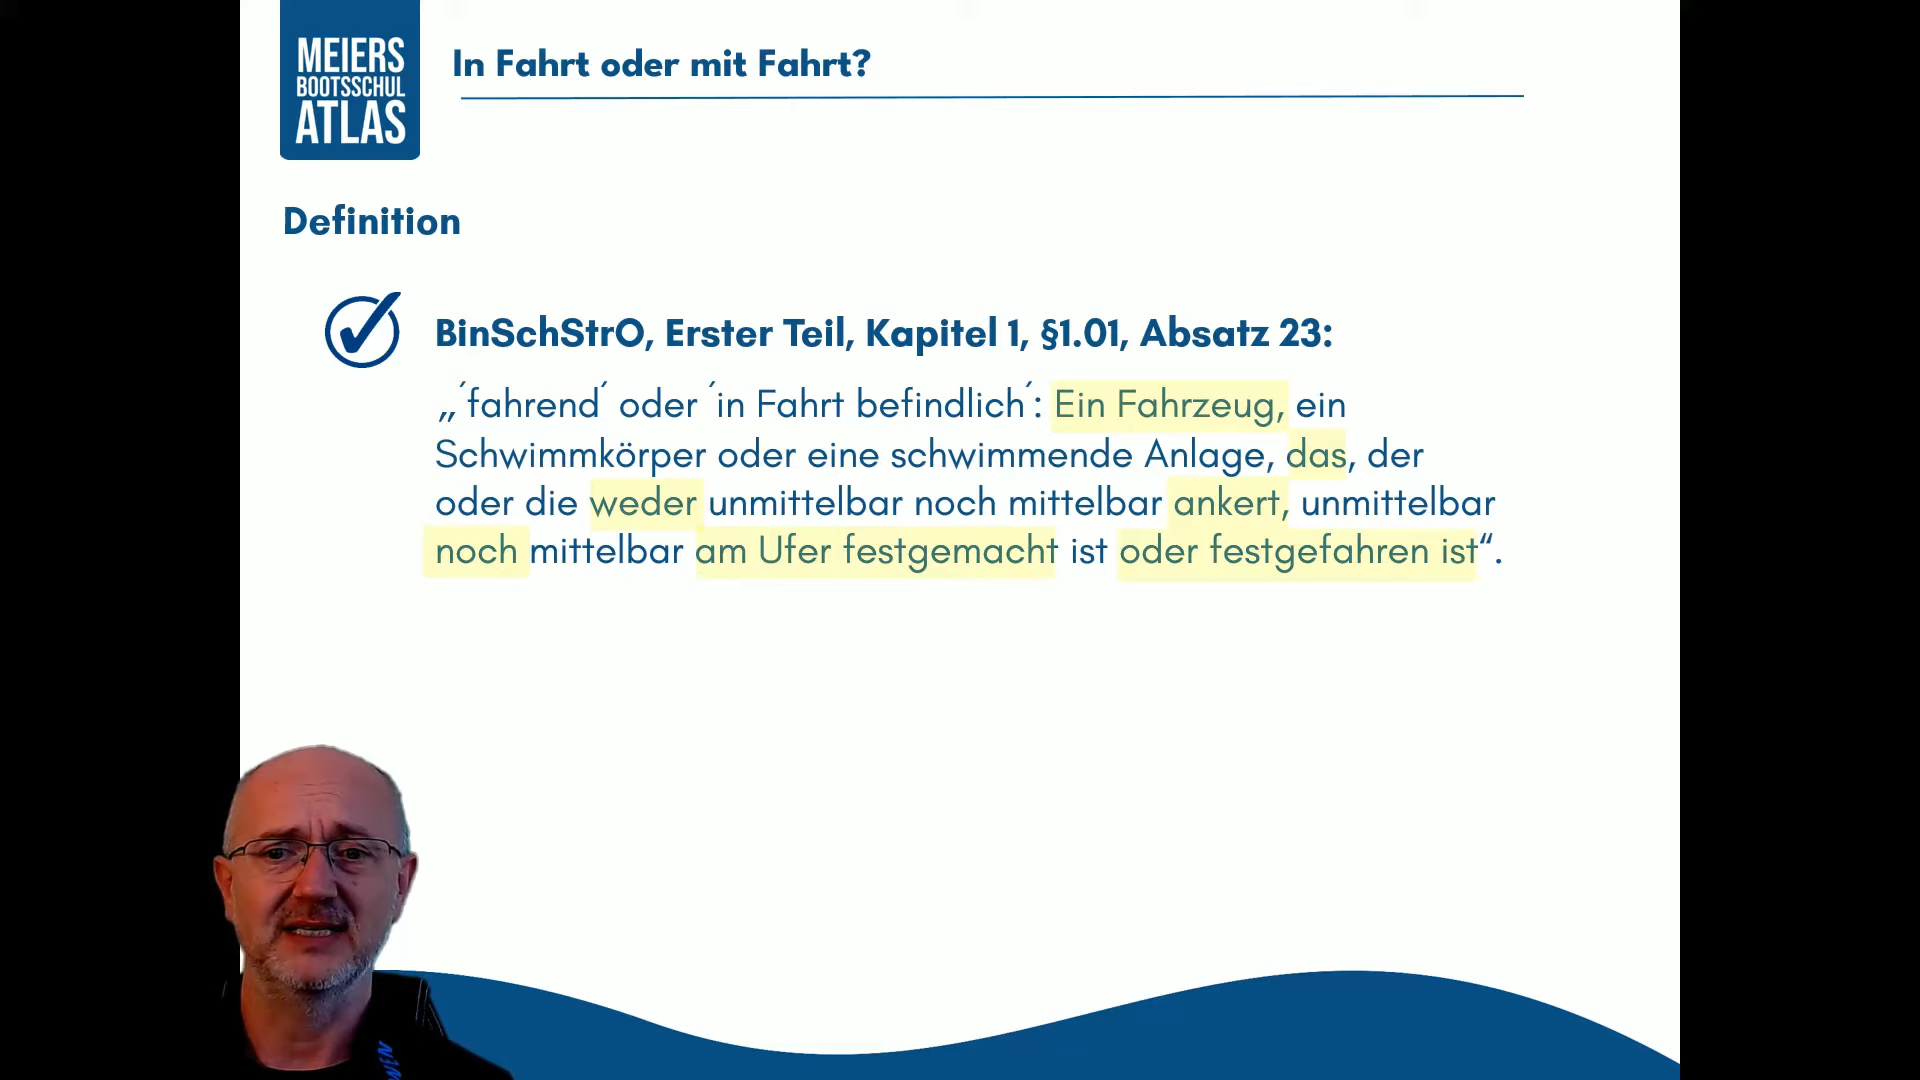 MEIERS
BOOTSSCHUL
ATLAS
In Fahrt oder mit Fahrt?
Definition
BinSchStrO, Erster Teil, Kapitel 1, §1.01, Absatz 23:
„´fahrend´ oder ´in Fahrt befindlich´: Ein Fahrzeug, ein
Schwimmkörper oder eine schwimmende Anlage, das, der
oder die weder unmittelbar noch mittelbar ankert, unmittelbar
noch mittelbar am Ufer festgemacht ist oder festgefahren ist“.